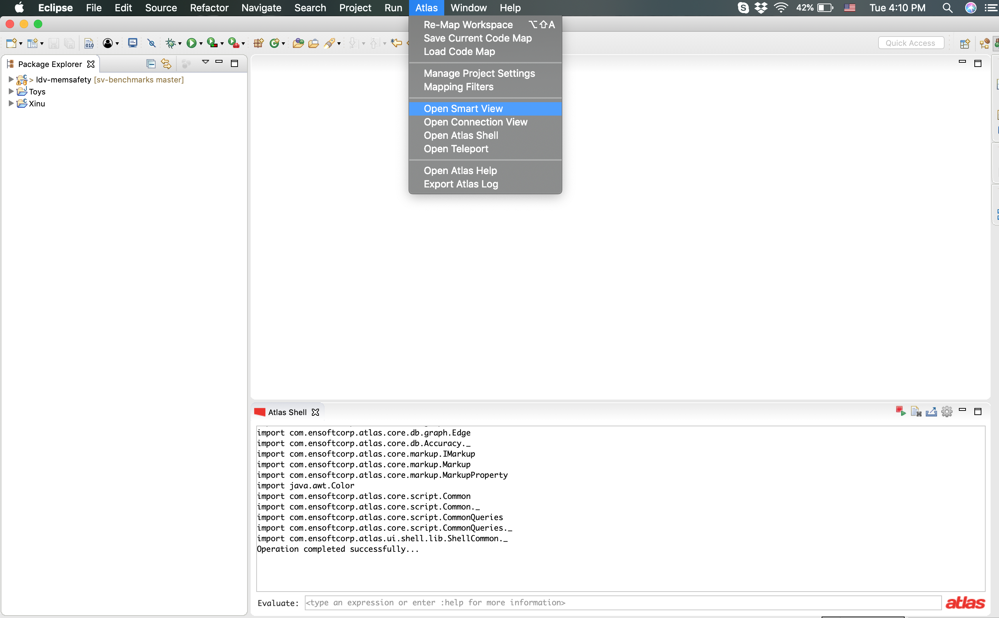 Eclipse File Edit Source Refactor Navigate Search Project Run Atlas Window Help 42% Tue 4:10 PM
Re-Map Workspace ⌥⇧A
Save Current Code Map
Load Code Map
Manage Project Settings
Mapping Filters
Open Smart View
Open Connection View
Open Atlas Shell
Open Teleport
Open Atlas Help
Export Atlas Log
010
Quick Access
Package Explorer
> ldv-memsafety [sv-benchmarks master]
Toys
Xinu
Atlas Shell
import com.ensoftcorp.atlas.core.db.graph.Edge
import com.ensoftcorp.atlas.core.db.Accuracy._
import com.ensoftcorp.atlas.core.markup.IMarkup
import com.ensoftcorp.atlas.core.markup.Markup
import com.ensoftcorp.atlas.core.markup.MarkupProperty
import java.awt.Color
import com.ensoftcorp.atlas.core.script.Common
import com.ensoftcorp.atlas.core.script.Common._
import com.ensoftcorp.atlas.core.script.CommonQueries
import com.ensoftcorp.atlas.core.script.CommonQueries._
import com.ensoftcorp.atlas.ui.shell.lib.ShellCommon._
Operation completed successfully...
Evaluate: <type an expression or enter :help for more information>
atlas